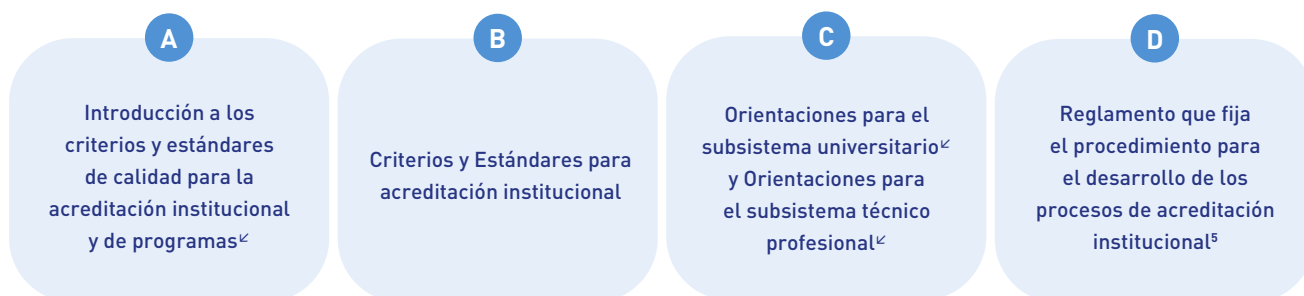 A
Introducción a los
criterios y estándares
de calidad para la
acreditación institucional
y de programas↙
B
Criterios y Estándares para
acreditación institucional
C
Orientaciones para el
subsistema universitario↙
y Orientaciones para
el subsistema técnico
profesional↙
D
Reglamento que fija
el procedimiento para
el desarrollo de los
procesos de acreditación
institucional⁵